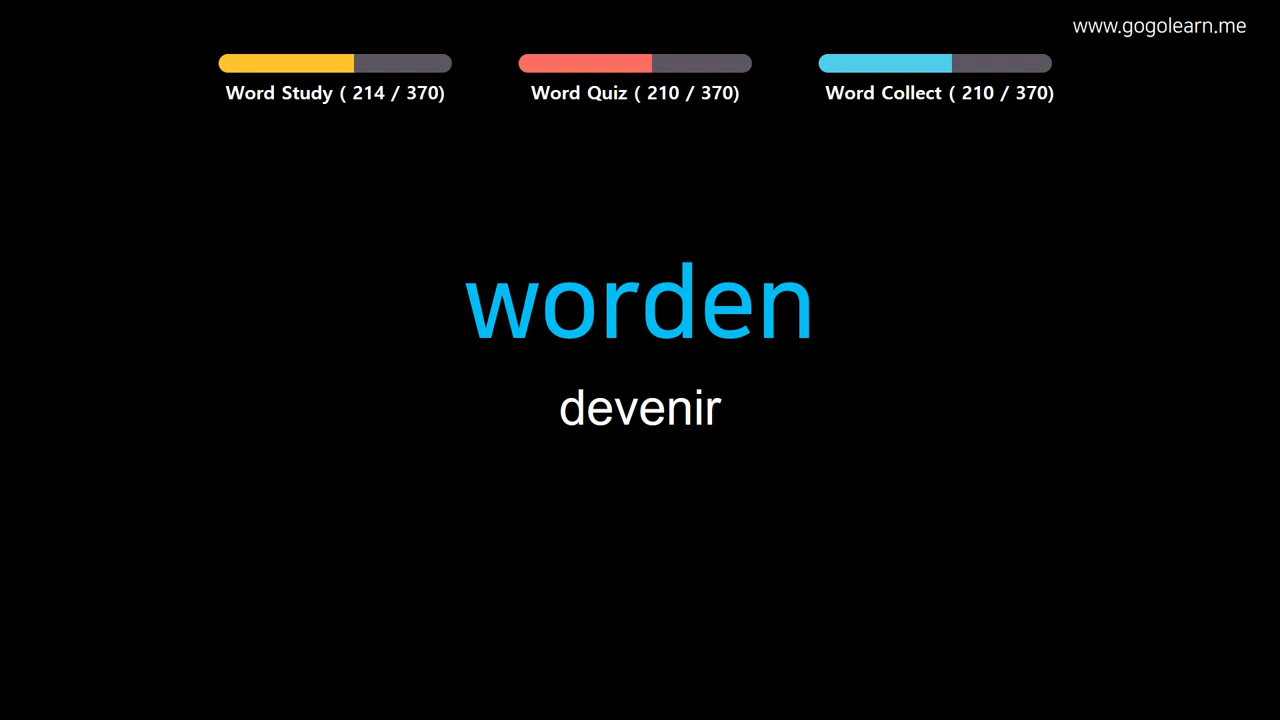 www.gogolearn.me
Word Study ( 214 / 370)
Word Quiz ( 210 / 370)
Word Collect ( 210 / 370)
worden
devenir